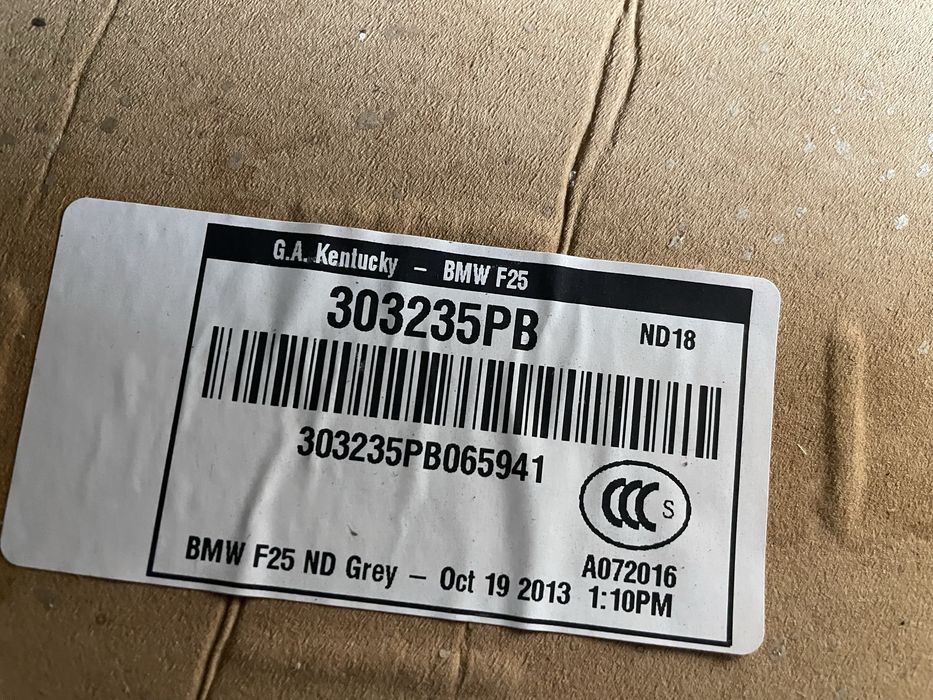 G.A. Kentucky – BMW F25
303235PB ND18
303235PB065941
CCC S
A072016
BMW F25 ND Grey – Oct 19 2013 1:10PM